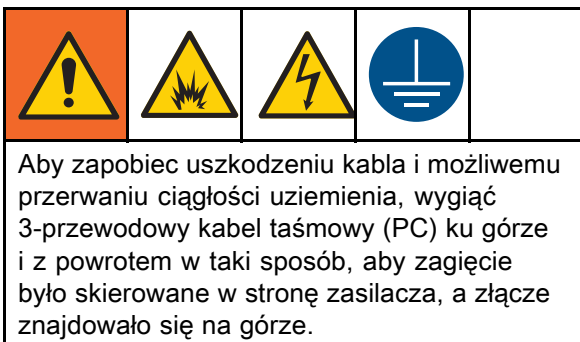 Aby zapobiec uszkodzeniu kabla i możliwemu
przerwaniu ciągłości uziemienia, wygiąć
3-przewodowy kabel taśmowy (PC) ku górze
i z powrotem w taki sposób, aby zagięcie
było skierowane w stronę zasilacza, a złącze
znajdowało się na górze.